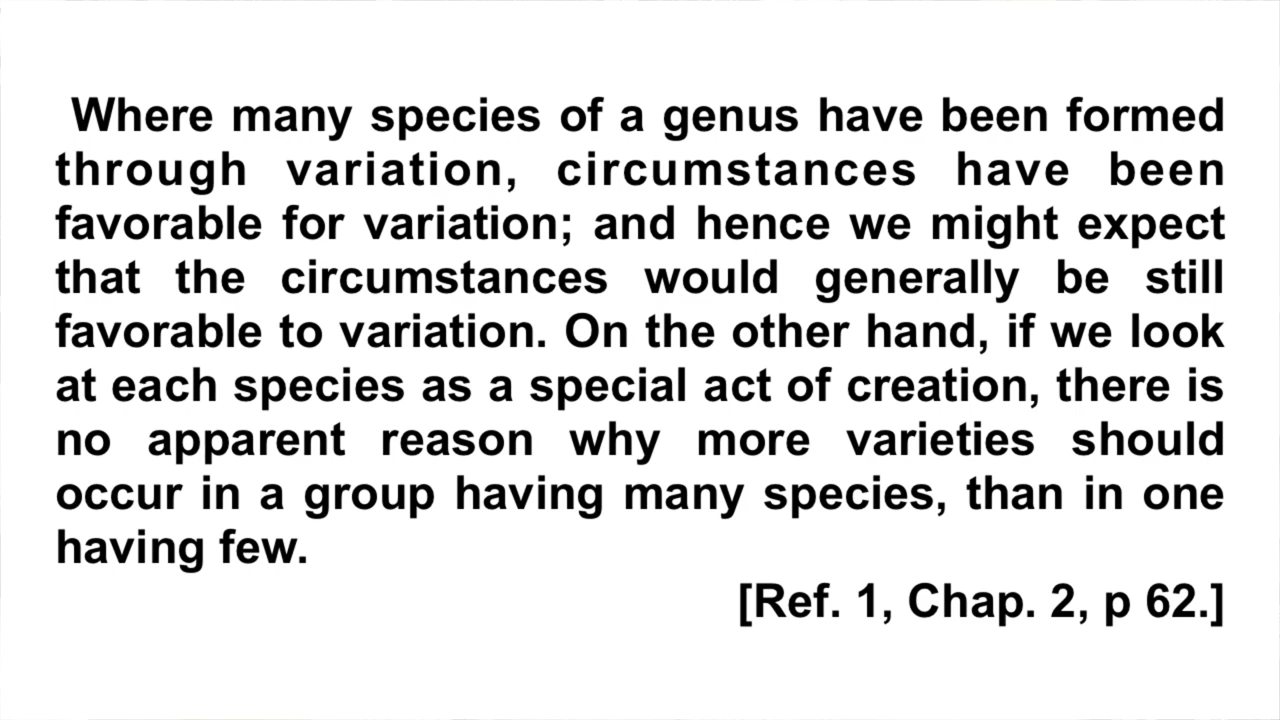 Where many species of a genus have been formed
through variation, circumstances have been
favorable for variation; and hence we might expect
that the circumstances would generally be still
favorable to variation. On the other hand, if we look
at each species as a special act of creation, there is
no apparent reason why more varieties should
occur in a group having many species, than in one
having few.
[Ref. 1, Chap. 2, p 62.]